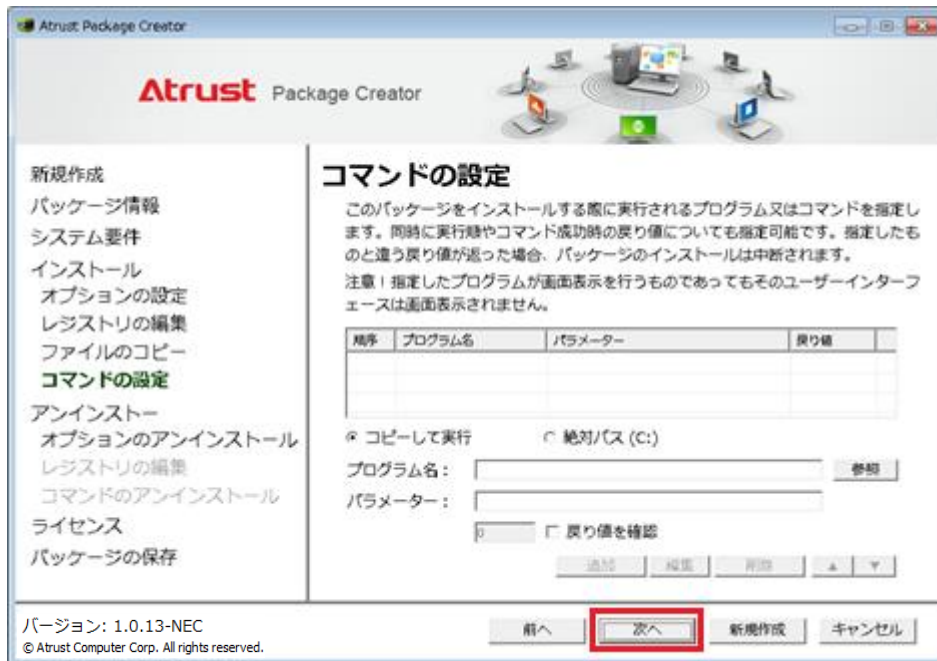 Atrust Package Creator
Atrust Package Creator
新規作成
パッケージ情報
システム要件
インストール
オプションの設定
レジストリの編集
ファイルのコピー
コマンドの設定
アンインストー
オプションのアンインストール
レジストリの編集
コマンドのアンインストール
ライセンス
パッケージの保存
コマンドの設定
このパッケージをインストールする際に実行されるプログラム又はコマンドを指定し
ます。同時に実行順やコマンド成功時の戻り値についても指定可能です。指定したも
のと違う戻り値が返った場合、パッケージのインストールは中断されます。
注意！指定したプログラムが画面表示を行うものであってもそのユーザーインターフ
ェースは画面表示されません。
順序 プログラム名 パラメーター 戻り値
コピーして実行 絶対パス (C:)
プログラム名： 参照
パラメーター：
0 戻り値を確認
追加 編集 削除 ▲ ▼
バージョン: 1.0.13-NEC
© Atrust Computer Corp. All rights reserved.
前へ 次へ 新規作成 キャンセル